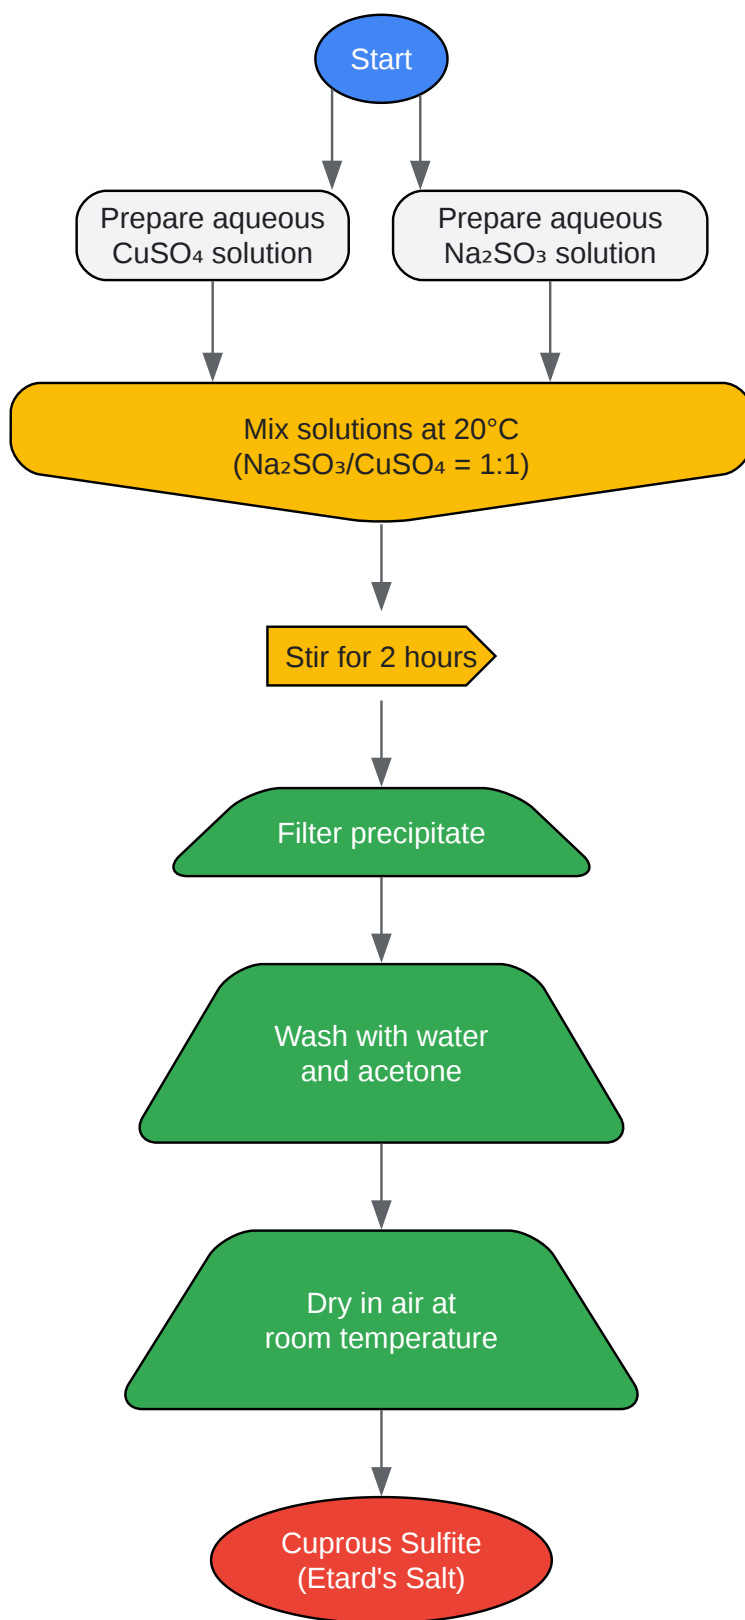 Start
Prepare aqueous
CuSO₄ solution
Prepare aqueous
Na₂SO₃ solution
Mix solutions at 20°C
(Na₂SO₃/CuSO₄ = 1:1)
Stir for 2 hours
Filter precipitate
Wash with water
and acetone
Dry in air at
room temperature
Cuprous Sulfite
(Etard's Salt)